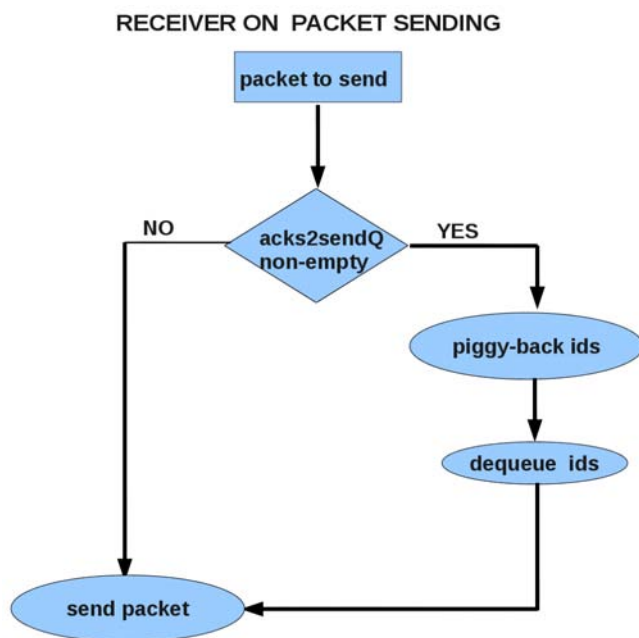 RECEIVER ON PACKET SENDING
packet to send
NO
acks2sendQ
non-empty
YES
piggy-back ids
dequeue ids
send packet